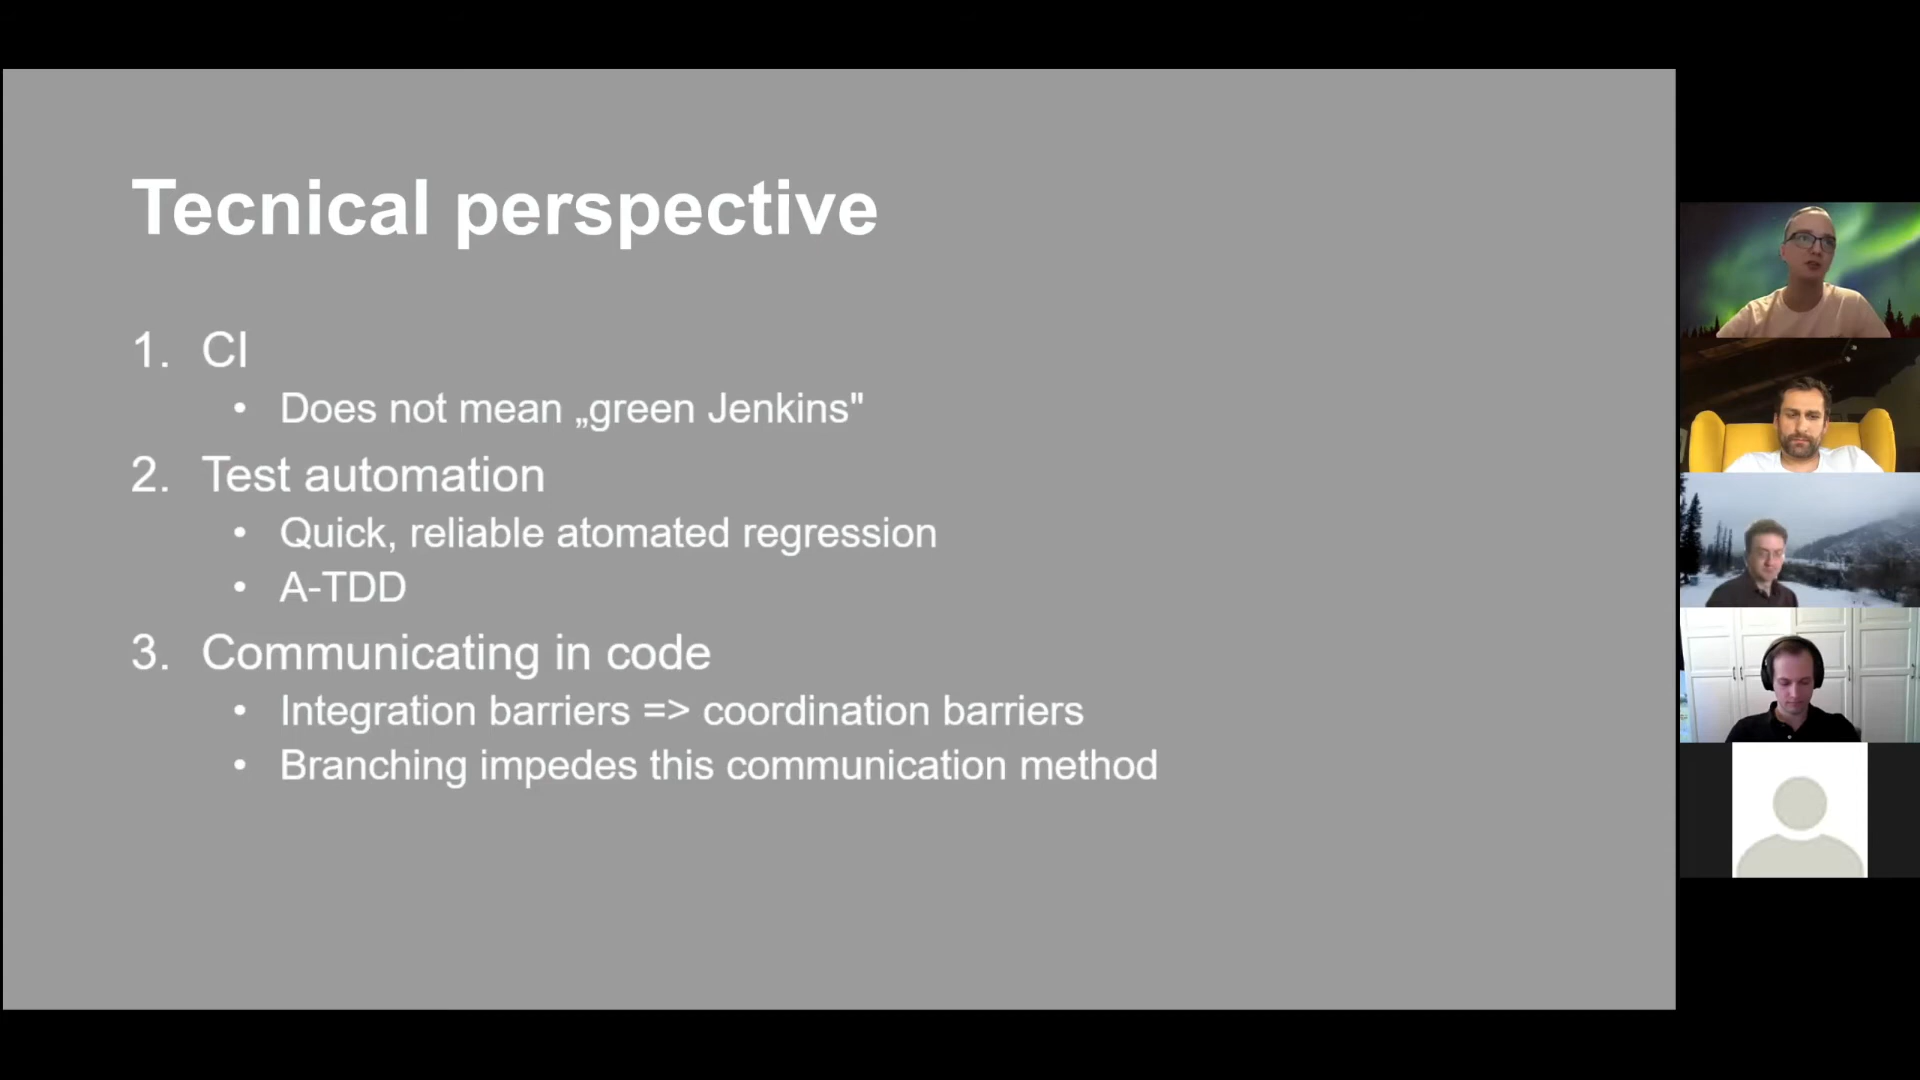 Tecnical perspective
1. CI
• Does not mean „green Jenkins"
2. Test automation
• Quick, reliable atomated regression
• A-TDD
3. Communicating in code
• Integration barriers => coordination barriers
• Branching impedes this communication method